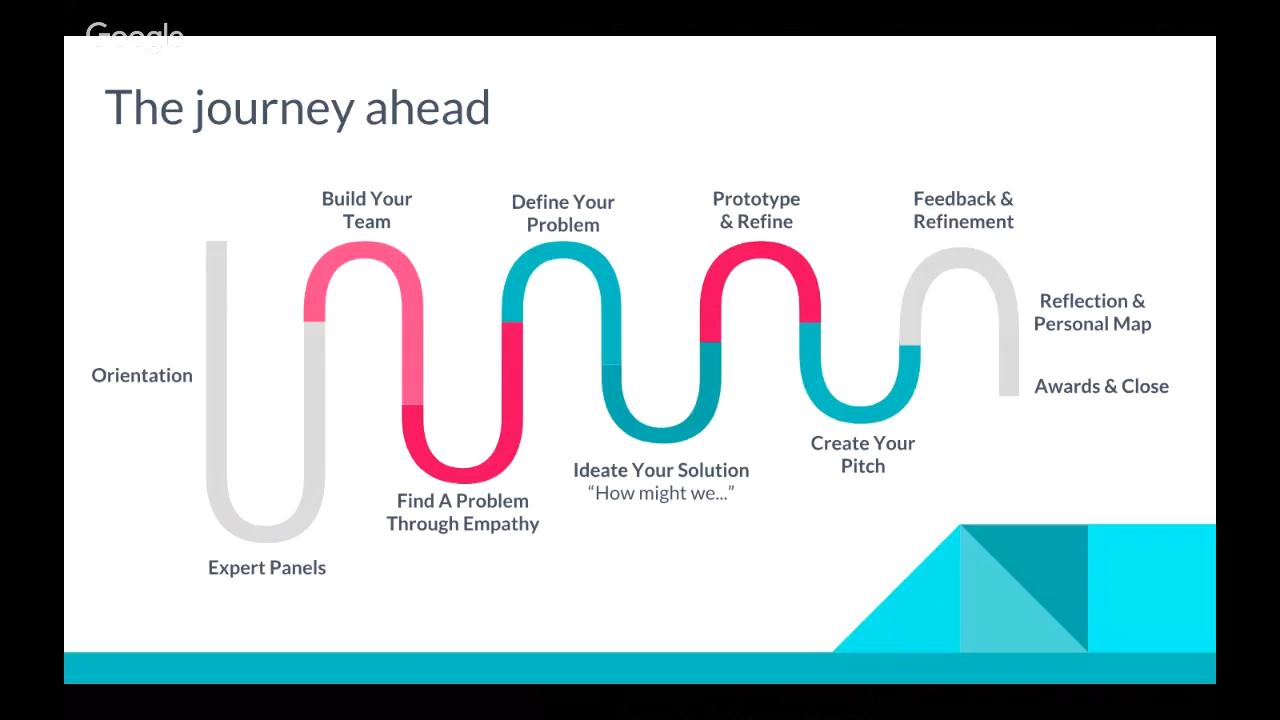 Google
The journey ahead
Build Your
Team
Define Your
Problem
Prototype
& Refine
Feedback &
Refinement
Reflection &
Personal Map
Orientation
Awards & Close
Create Your
Pitch
Ideate Your Solution
“How might we...”
Find A Problem
Through Empathy
Expert Panels